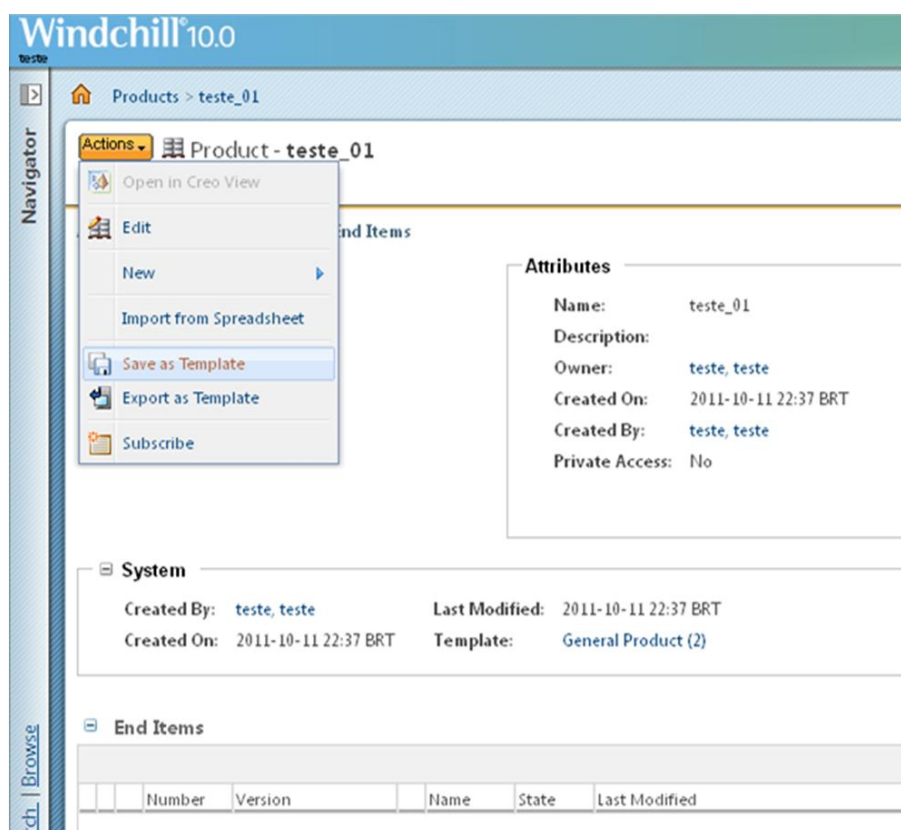 Windchill® 10.0
teste
Products > teste_01
Navigator
Actions
Product - teste_01
Open in Creo View
Edit
New
Import from Spreadsheet
Save as Template
Export as Template
Subscribe
End Items
Attributes
Name: teste_01
Description:
Owner: teste, teste
Created On: 2011-10-11 22:37 BRT
Created By: teste, teste
Private Access: No
System
Created By: teste, teste Last Modified: 2011-10-11 22:37 BRT
Created On: 2011-10-11 22:37 BRT Template: General Product (2)
End Items
Number Version Name State Last Modified
| Browse